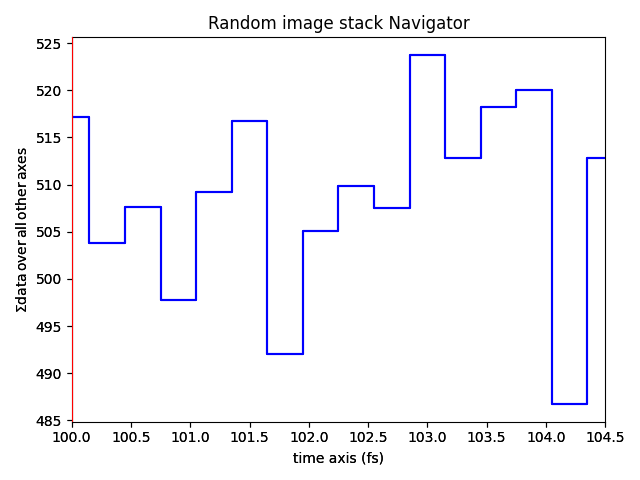 Random image stack Navigator
525
520
515
510
505
500
495
490
485
Σdata over all other axes
100.0 100.5 101.0 101.5 102.0 102.5 103.0 103.5 104.0 104.5
time axis (fs)